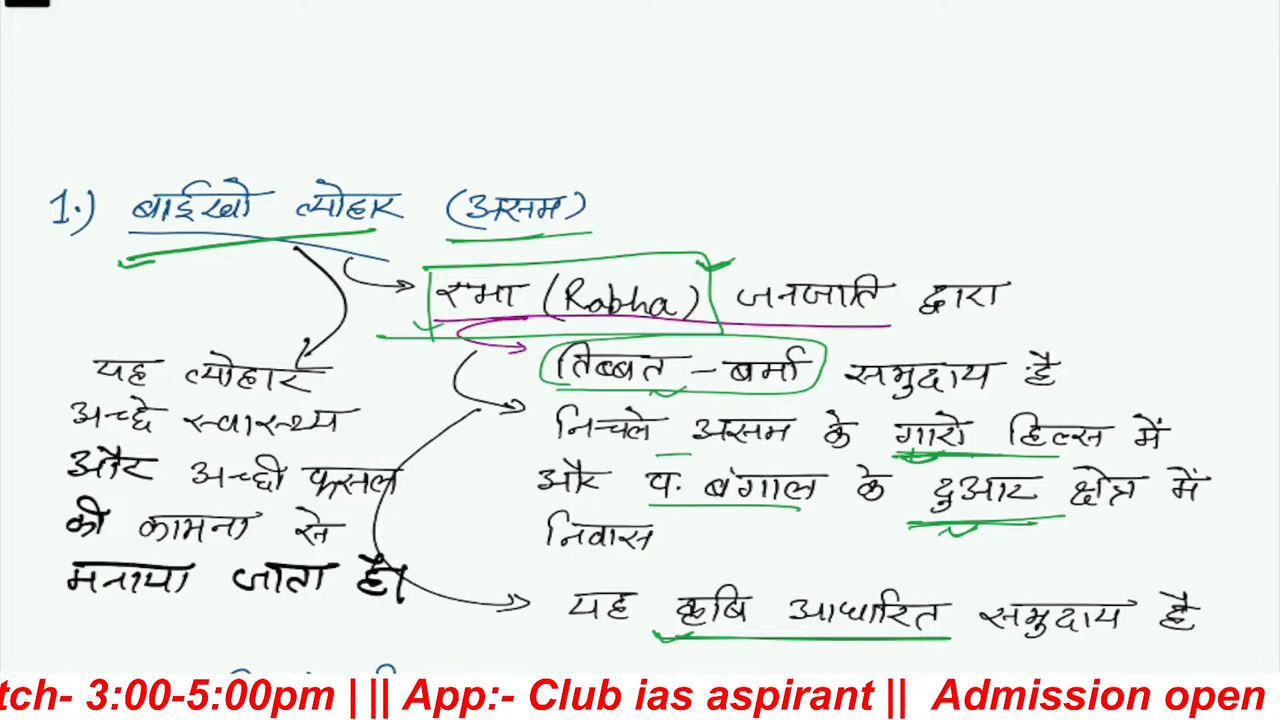 1.) बाईखो त्योहार (असम)
रभा (Rabha) जनजाति द्वारा
तिब्बत - बर्मा समुदाय है
निचले असम के गारो हिल्स में
और प. बंगाल के दुआर क्षेत्र में
निवास
यह कृषि आधारित समुदाय है
यह त्योहार
अच्छे स्वास्थ्य
और अच्छी फसल
की कामना से
मनाया जाता है।
tch- 3:00-5:00pm | || App:- Club ias aspirant || Admission open